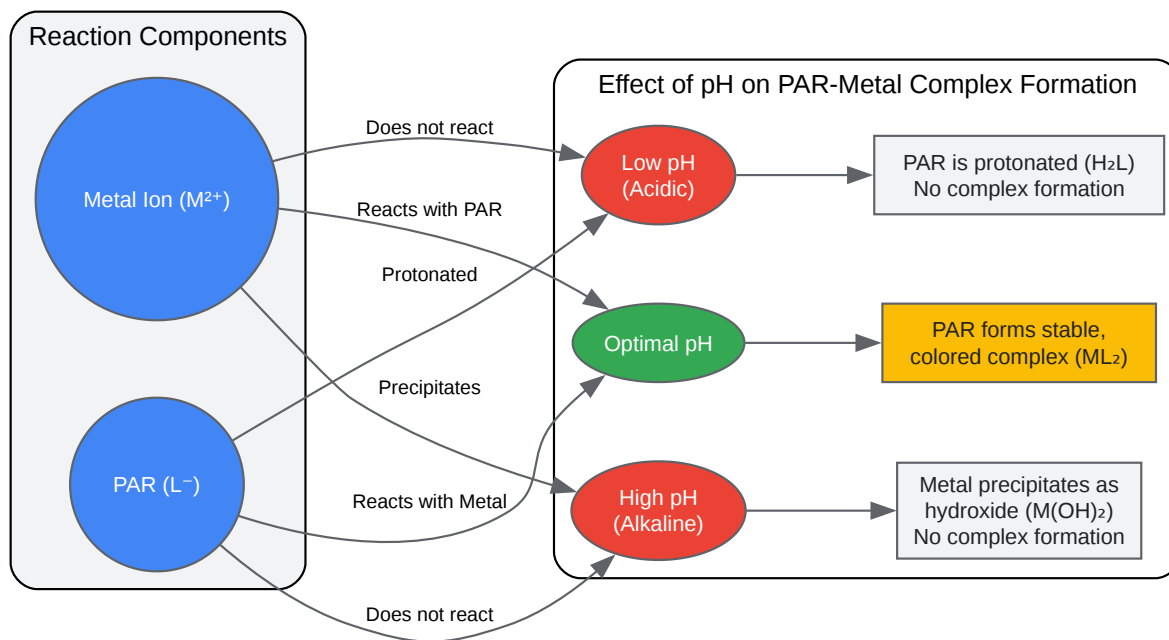 Reaction Components
Metal Ion (M²⁺)
PAR (L⁻)
Does not react
Reacts with PAR
Protonated
Precipitates
Reacts with Metal
Does not react
Effect of pH on PAR-Metal Complex Formation
Low pH
(Acidic)
PAR is protonated (H₂L)
No complex formation
Optimal pH
PAR forms stable,
colored complex (ML₂)
High pH
(Alkaline)
Metal precipitates as
hydroxide (M(OH)₂)
No complex formation